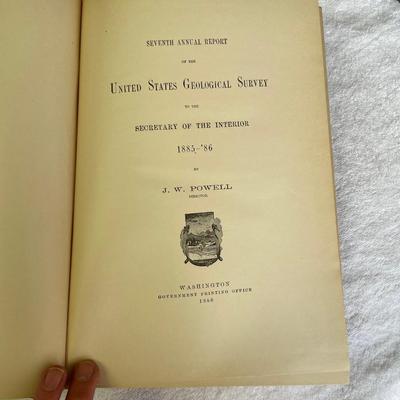 SEVENTH ANNUAL REPORT
OF THE
UNITED STATES GEOLOGICAL SURVEY
TO THE
SECRETARY OF THE INTERIOR
1885–'86
BY
J. W. POWELL
DIRECTOR
WASHINGTON
GOVERNMENT PRINTING OFFICE
1888